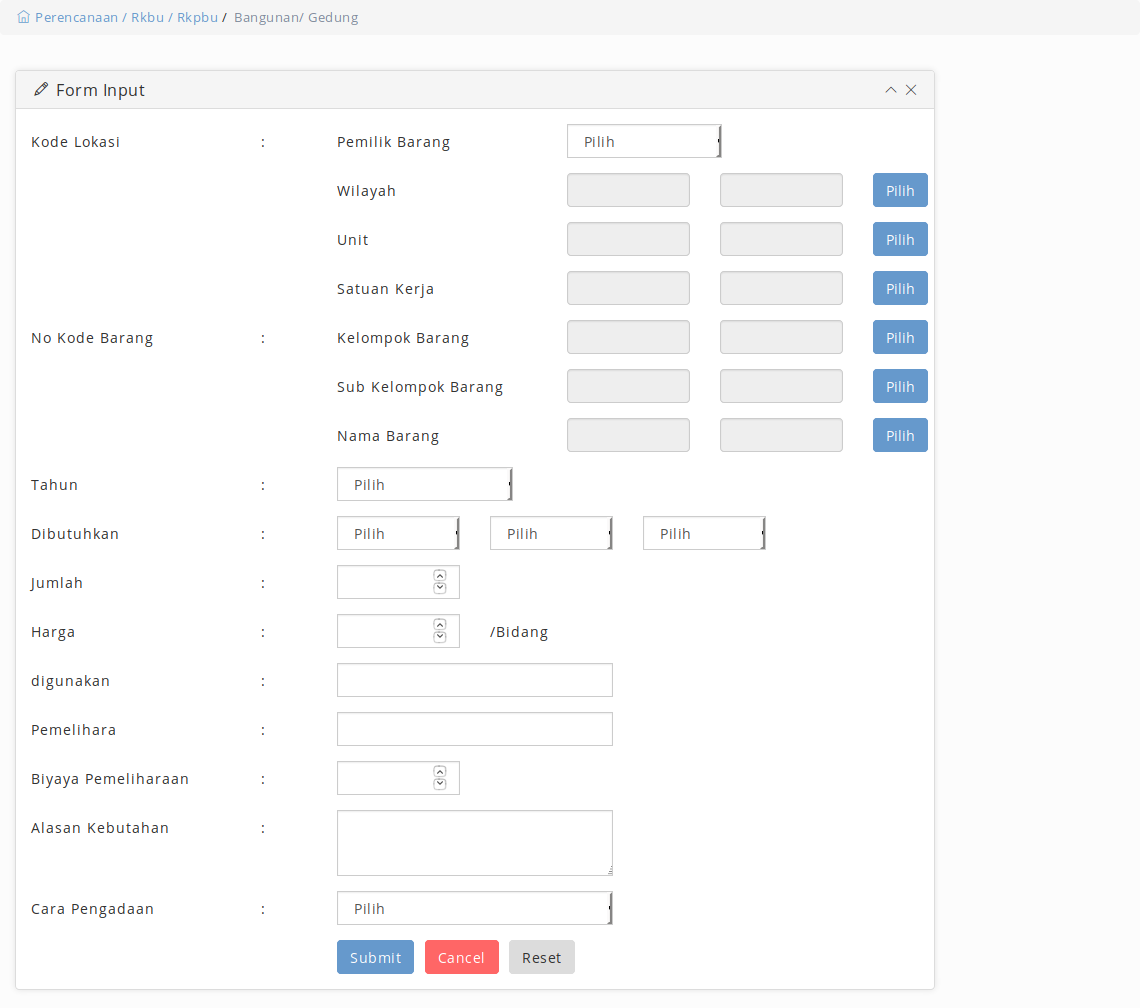 Perencanaan / Rkbu / Rkpbu / Bangunan/ Gedung
Form Input
Kode Lokasi : Pemilik Barang Pilih
Wilayah Pilih
Unit Pilih
Satuan Kerja Pilih
No Kode Barang : Kelompok Barang Pilih
Sub Kelompok Barang Pilih
Nama Barang Pilih
Tahun : Pilih
Dibutuhkan : Pilih Pilih Pilih
Jumlah :
Harga : /Bidang
digunakan :
Pemelihara :
Biyaya Pemeliharaan :
Alasan Kebutahan :
Cara Pengadaan : Pilih
Submit Cancel Reset